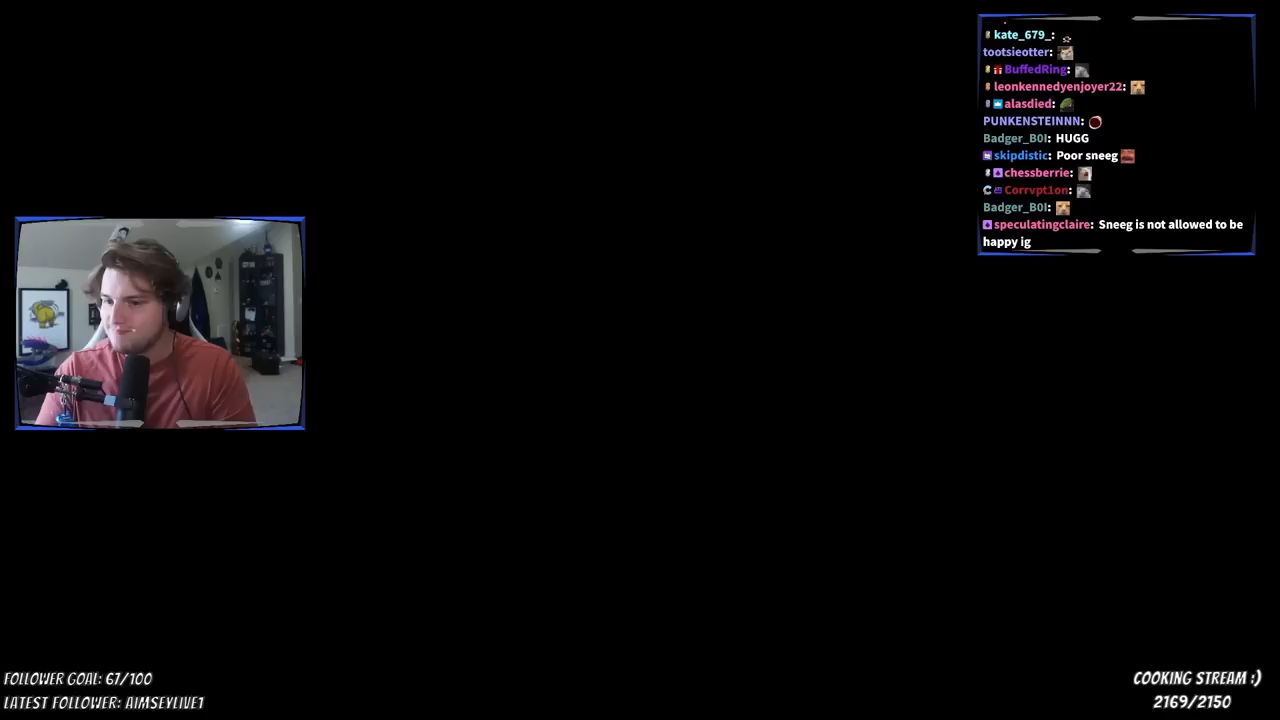 kate_679_:
tootsieotter:
BuffedRing:
leonkennedyenjoyer22:
alasdied:
PUNKENSTEINNN:
Badger_B0I: HUGG
skipdistic: Poor sneeg
chessberrie:
Corrvpt1on:
Badger_B0I:
speculatingclaire: Sneeg is not allowed to be
happy ig
FOLLOWER GOAL: 67/100
LATEST FOLLOWER: AIMSEYLIVE1
COOKING STREAM :)
2169/2150